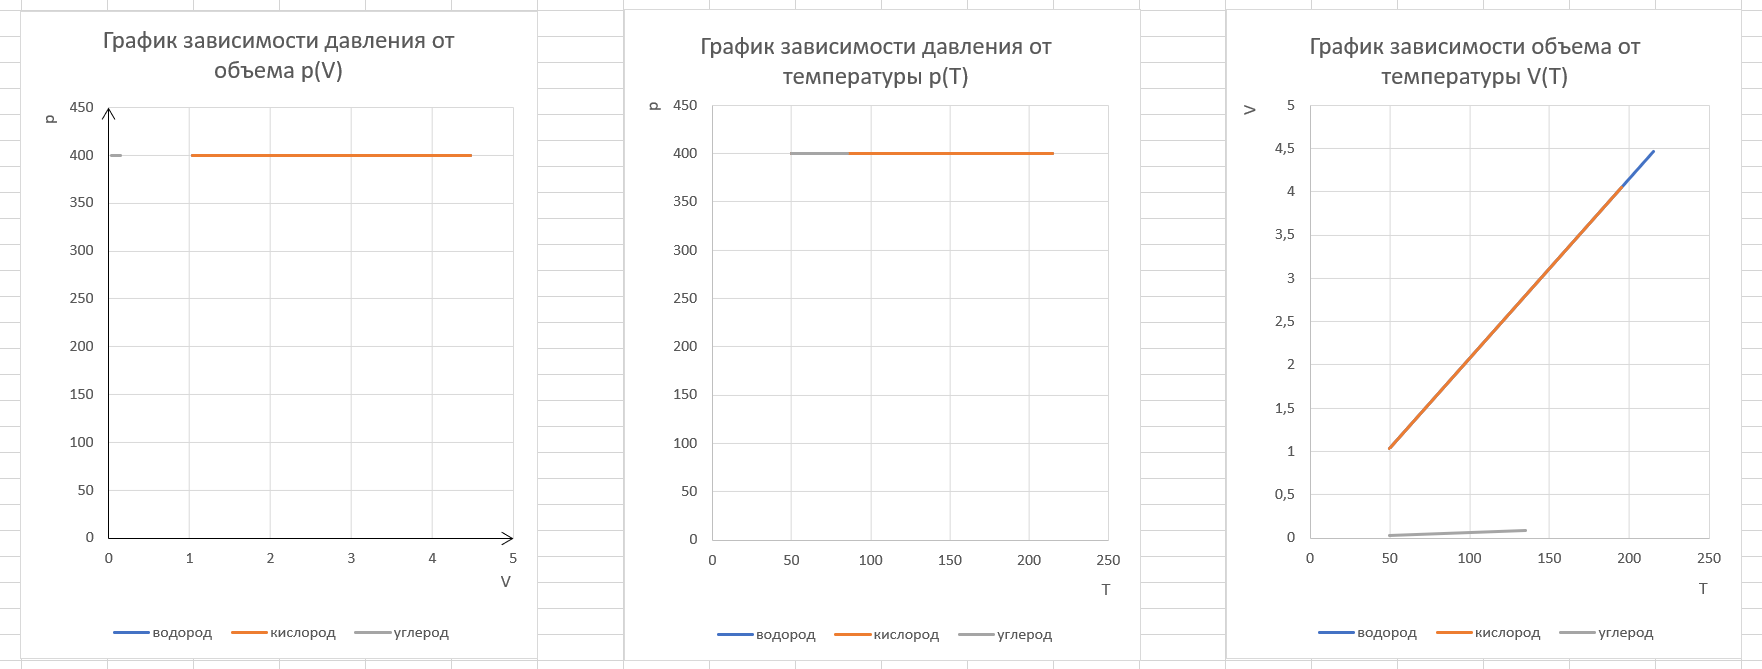 График зависимости давления от
объема p(V)
p
450
400
350
300
250
200
150
100
50
0
0 1 2 3 4 5
V
водород кислород углерод
График зависимости давления от
температуры p(T)
p
450
400
350
300
250
200
150
100
50
0
0 50 100 150 200 250
T
водород кислород углерод
График зависимости объема от
температуры V(T)
V
5
4,5
4
3,5
3
2,5
2
1,5
1
0,5
0
0 50 100 150 200 250
T
водород кислород углерод